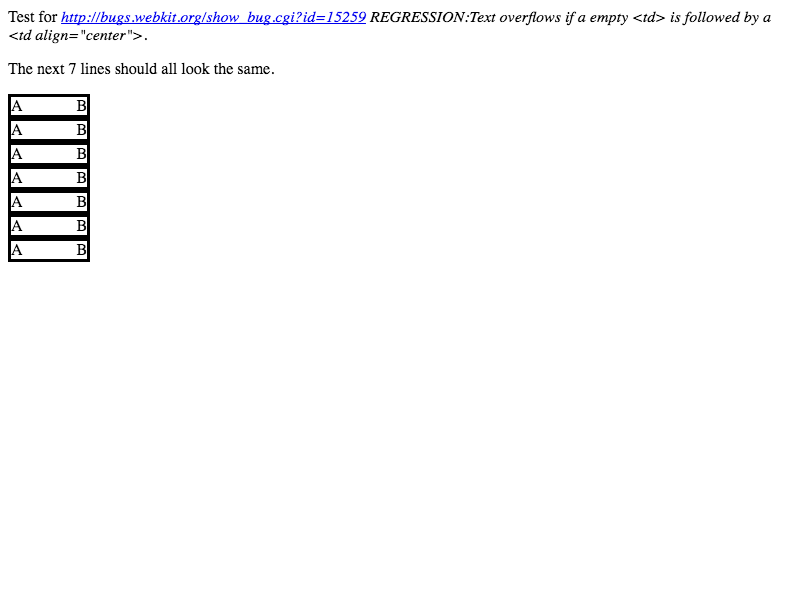 Test for http://bugs.webkit.org/show_bug.cgi?id=15259 REGRESSION:Text overflows if a empty <td> is followed by a
<td align="center">.
The next 7 lines should all look the same.
A B
A B
A B
A B
A B
A B
A B